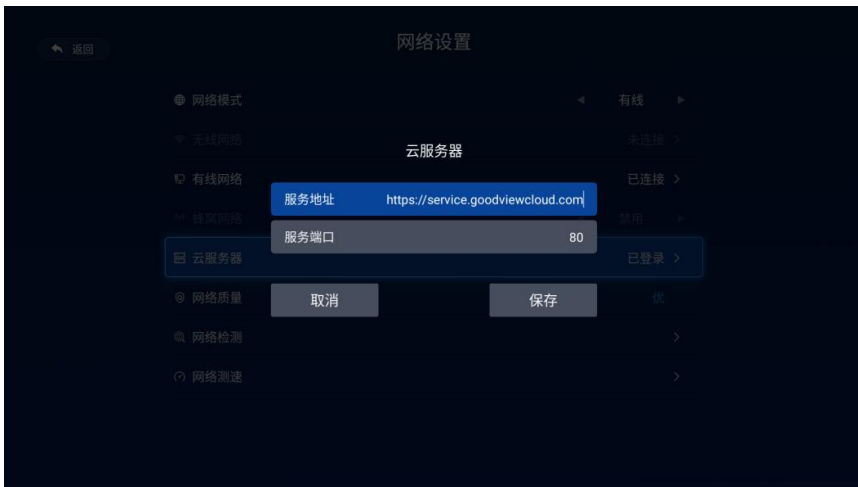 返回
网络设置
网络模式 有线
无线网络 未连接
云服务器
有线网络 已连接
服务地址 https://service.goodviewcloud.com
蜂窝网络 禁用
服务端口 80
云服务器 已登录
网络质量 优
取消 保存
网络检测
网络测速